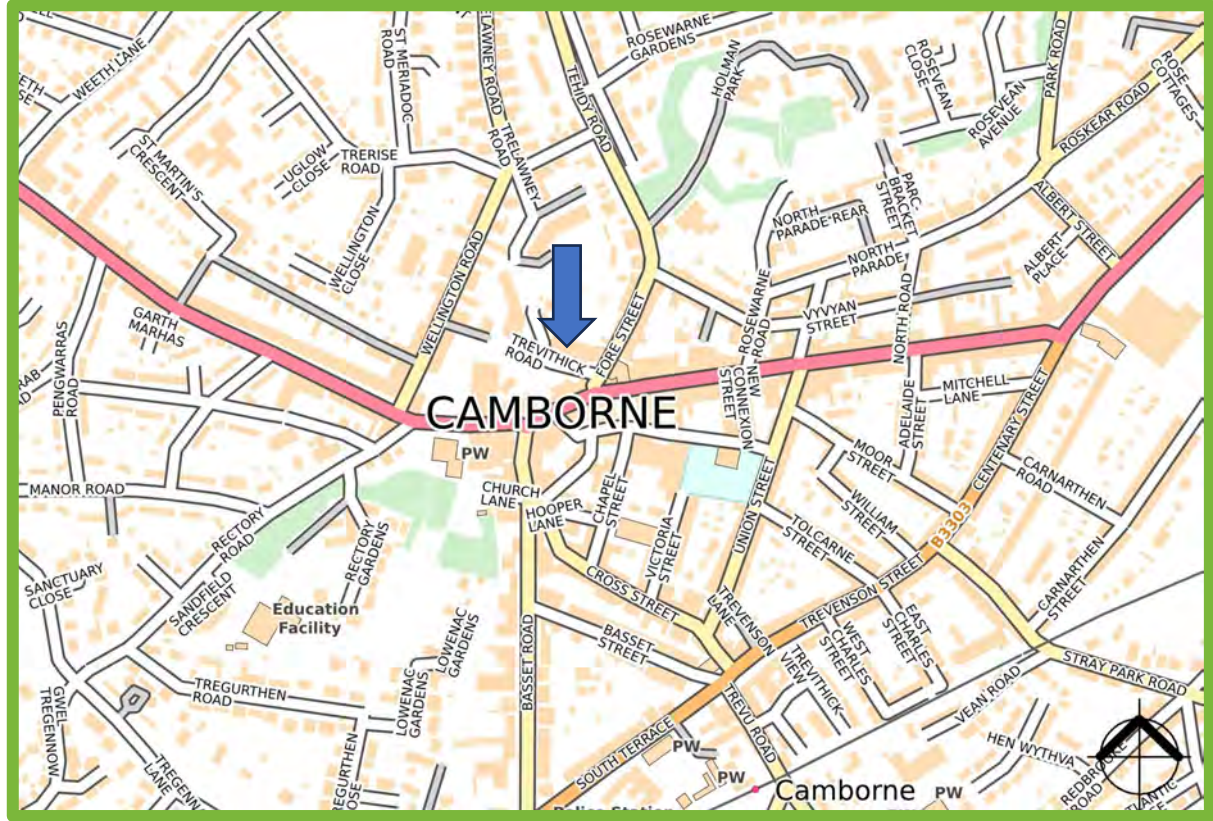 WEETH LANE
ST MERIADOC
ROAD
TRELAWNEY
ROAD
TEHIDY ROAD
ROSEWARNE
GARDENS
HOLMAN
PARK
ROSEVEAN
CLOSE
ROSEVEAN
AVENUE
PARK ROAD
ROSE
COTTAGES
ROSKEAR ROAD
ST MARTIN'S
CRESCENT
UGLOW
CLOSE
TRERISE
ROAD
WELLINGTON
CLOSE
WELLINGTON ROAD
NORTH
PARADE REAR
PARC-
BRACKET
STREET
NORTH
PARADE
ALBERT STREET
ALBERT
PLACE
ROSEWARNE
ROAD
VYVYAN
STREET
NORTH ROAD
GARTH
MARHAS
PENGWARRAS
ROAD
TREVITHICK
ROAD
FORE STREET
NEW
CONNEXION
STREET
ADELAIDE
STREET
MITCHELL
LANE
CENTENARY STREET
CAMBORNE
PW
MANOR ROAD
CHURCH
LANE
HOOPER
LANE
CHAPEL
STREET
VICTORIA
STREET
UNION STREET
MOOR
STREET
WILLIAM
STREET
TOLCARNE
STREET
B3303
CARNARTHEN
ROAD
CARNARTHEN
STREET
RECTORY
ROAD
RECTORY
GARDENS
SANCTUARY
CLOSE
SANDFIELD
CRESCENT
Education
Facility
LOWENAC
GARDENS
LOWENAC
GARDENS
CROSS STREET
BASSET
STREET
BASSET ROAD
TREVENSON
LANE
TREVENSON STREET
EAST
CHARLES
STREET
WEST
CHARLES
STREET
TREVITHICK
VIEW
TREVU ROAD
STRAY PARK ROAD
VEAN ROAD
GWEL
TREGENNOW
TREGURTHEN
ROAD
SOUTH TERRACE
PW
PW
Camborne
PW
HEN WYTHVA
REDBROOKE
ROAD